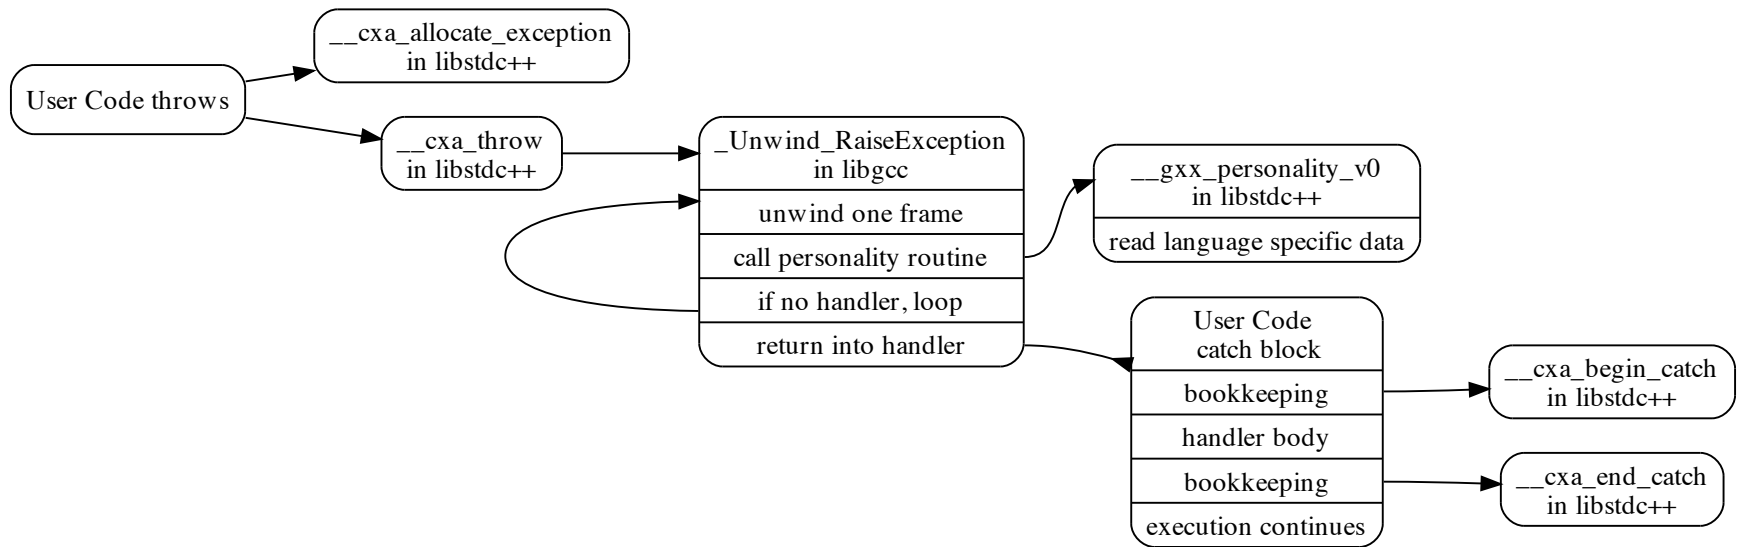 __cxa_allocate_exception
in libstdc++
User Code throws
__cxa_throw
in libstdc++
_Unwind_RaiseException
in libgcc
unwind one frame
call personality routine
if no handler, loop
return into handler
__gxx_personality_v0
in libstdc++
read language specific data
User Code
catch block
bookkeeping
handler body
bookkeeping
execution continues
__cxa_begin_catch
in libstdc++
__cxa_end_catch
in libstdc++